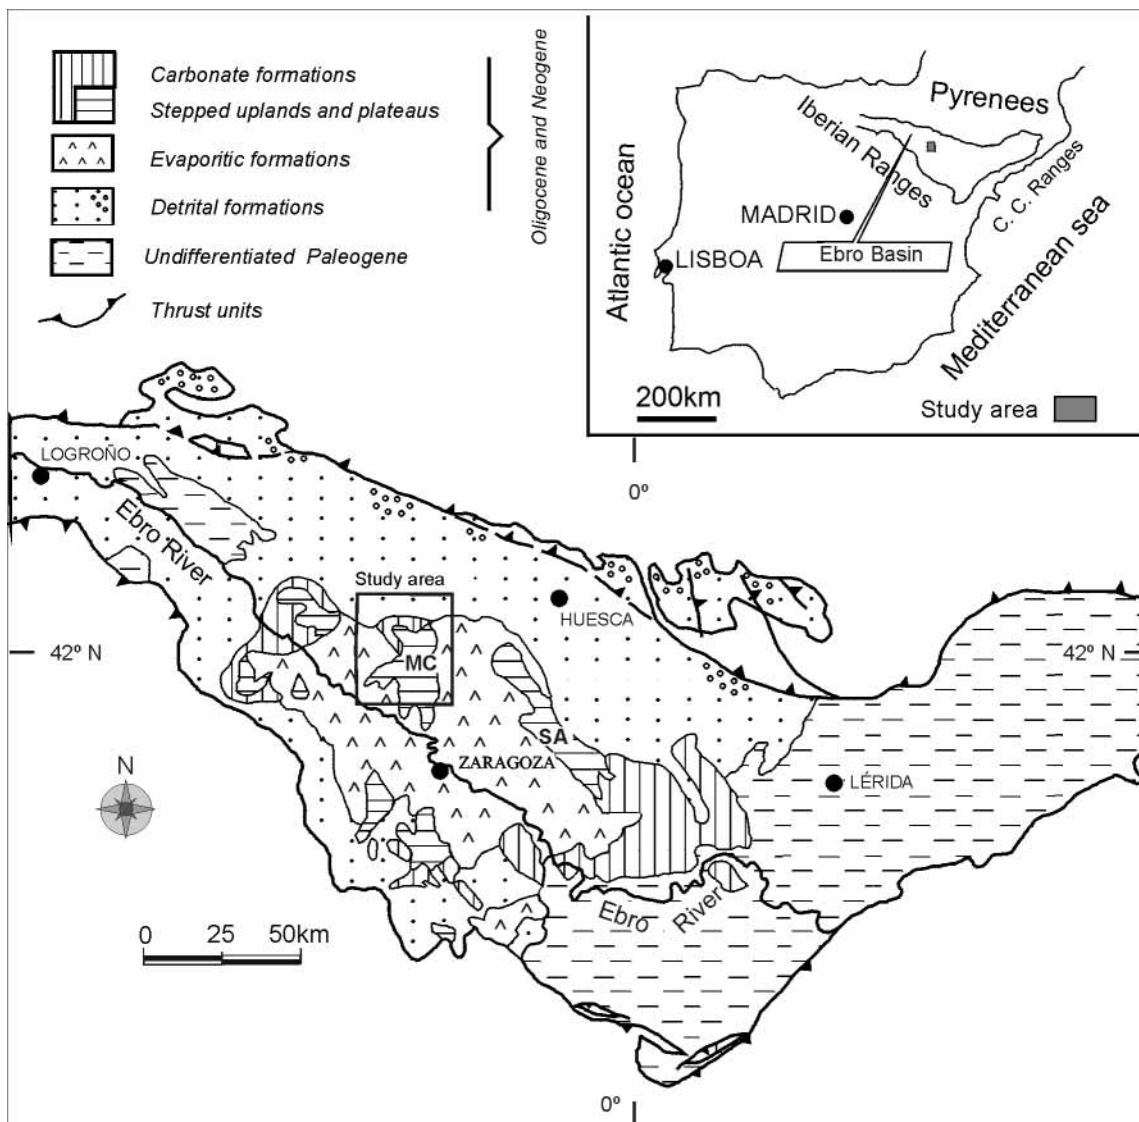 Carbonate formations
Stepped uplands and plateaus
Evaporitic formations
Detrital formations
Undifferentiated Paleogene
Thrust units
Oligocene and Neogene
Atlantic ocean
Pyrenees
Iberian Ranges
C. C. Ranges
MADRID
LISBOA
Ebro Basin
Mediterranean sea
200km
Study area
0º
LOGROÑO
Ebro River
Study area
HUESCA
42º N
MC
42º N
SA
ZARAGOZA
N
LÉRIDA
Ebro River
0 25 50km
0º